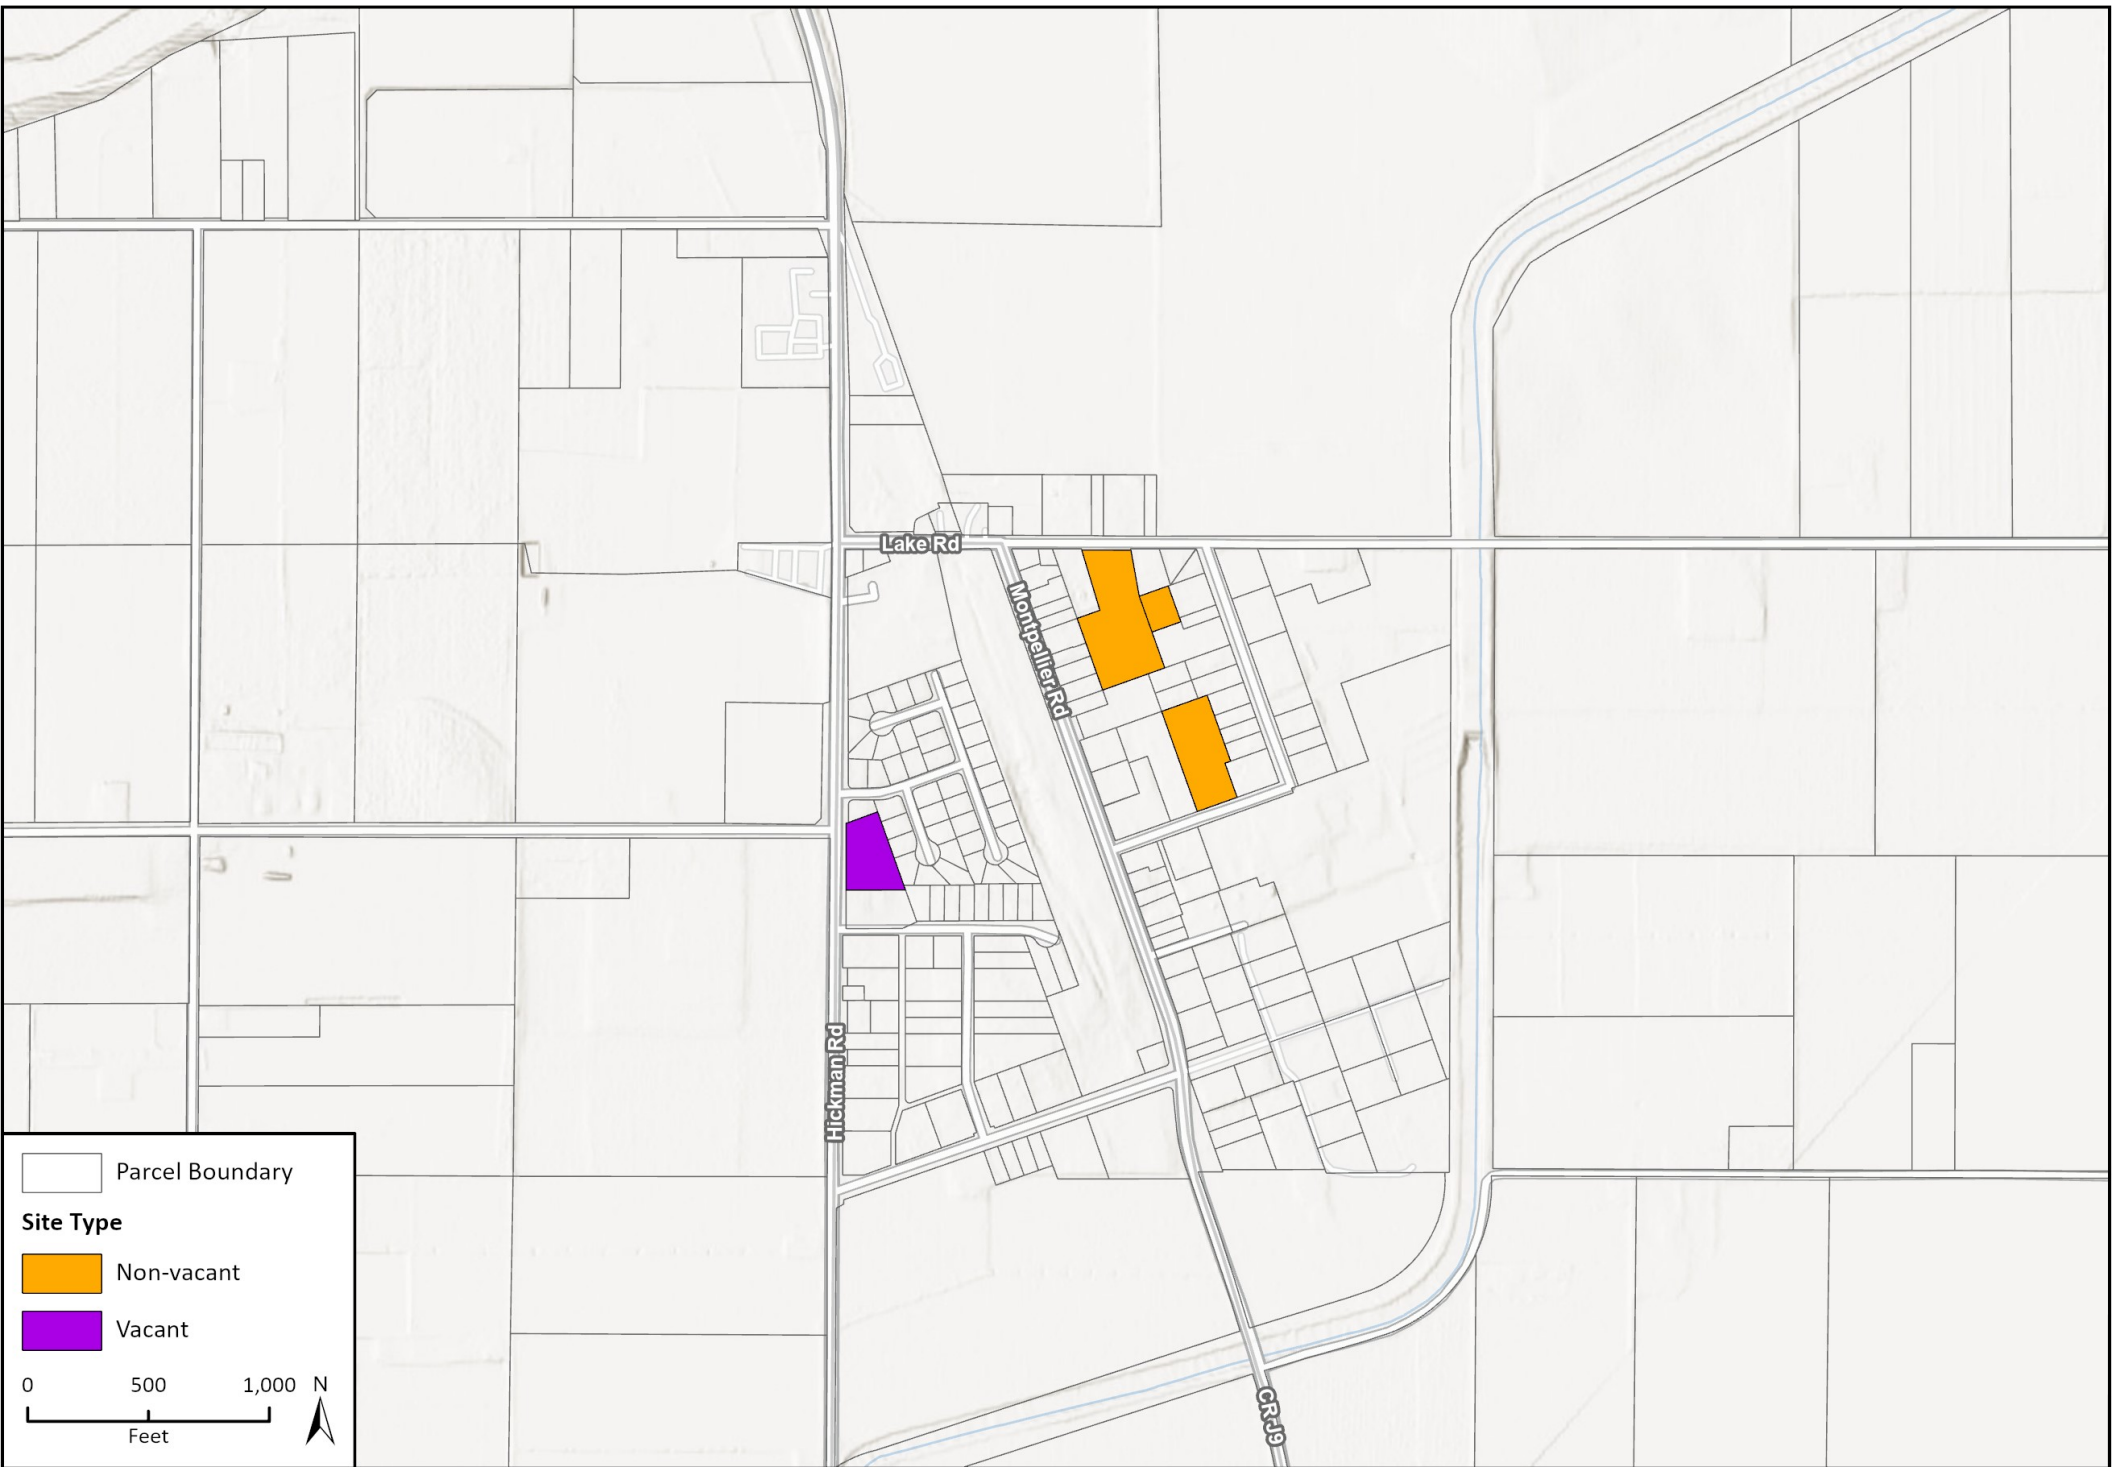 Lake Rd
Montpellier Rd
Hickman Rd
CR J9
Parcel Boundary
Site Type
Non-vacant
Vacant
0 500 1,000 N
Feet